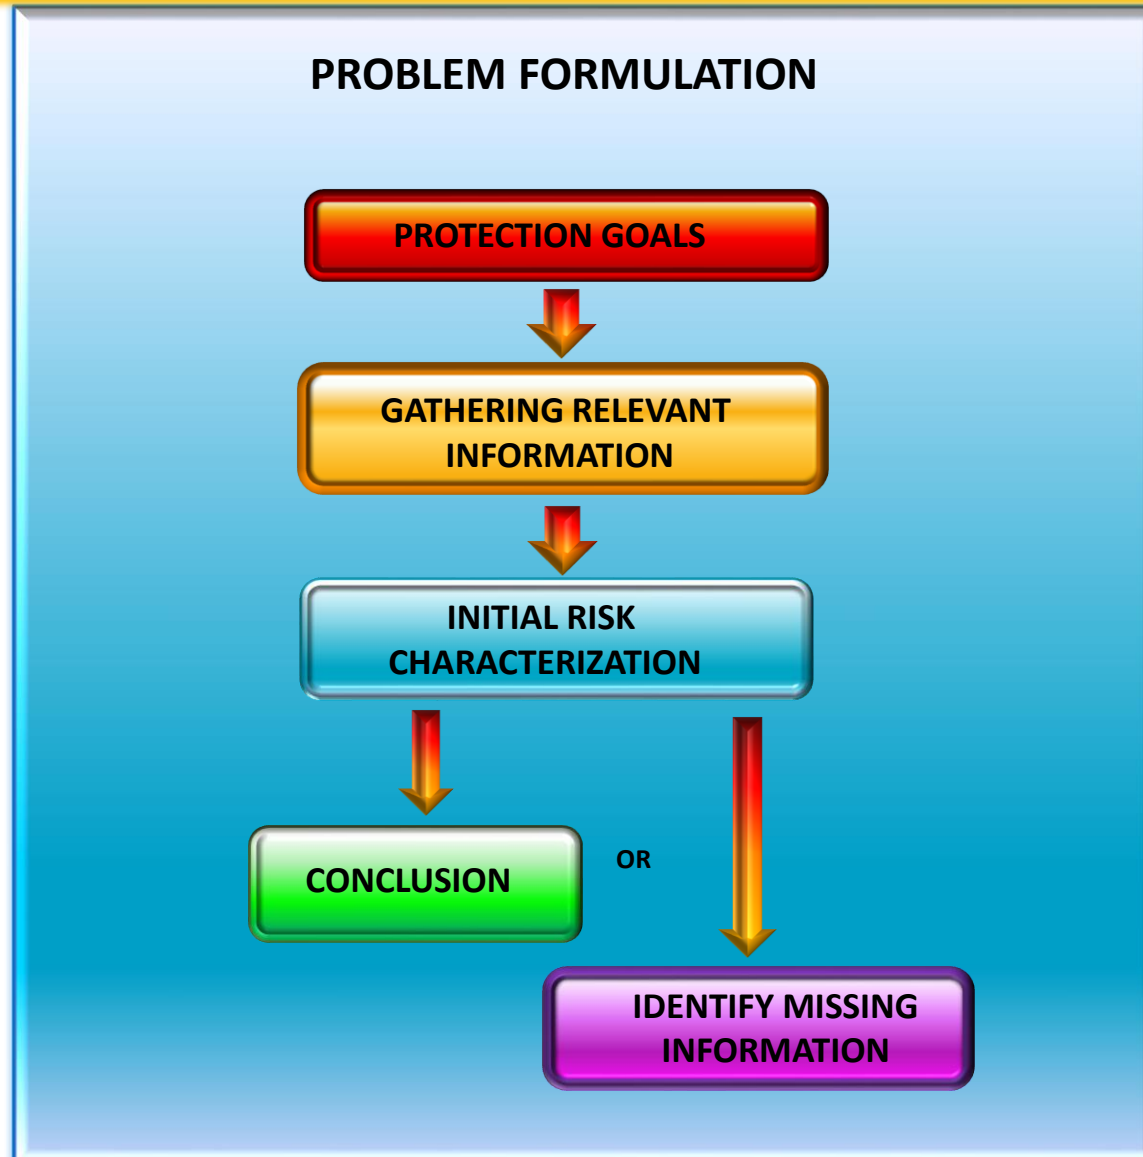 PROBLEM FORMULATION
PROTECTION GOALS
GATHERING RELEVANT
INFORMATION
INITIAL RISK
CHARACTERIZATION
CONCLUSION
OR
IDENTIFY MISSING
INFORMATION